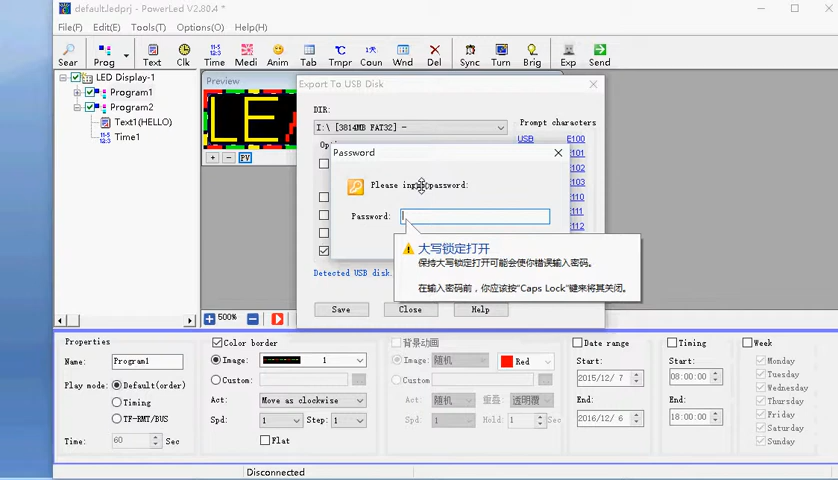 defaultJedprj - PowerLed V2.80.4 *
File(F) Edit(E) Tools(T) Options(O) Help(H)
Sear Prog Text Clk Time Medi Anim Tab Tmpr Coun Wnd Del Sync Turn Brig Exp Send
LED Display-1
Program1
Program2
Text1(HELLO)
Time1
11-5
12:3
Preview
LE
+ - PV
500%
Export To USB Disk
DIR:
I:\ [3814MB FAT32] -
Prompt characters
USB E100
E101
E102
E103
E110
E111
E112
Detected USB disk.
Save Close Help
Password
Please input password:
Password:
大写锁定打开
保持大写锁定打开可能会使你错误输入密码。
在输入密码前，你应该按“Caps Lock”键来将其关闭。
Properties
Name: Program1
Play mode: Default(order)
Timing
TF-RMT/BUS
Time: 60 Sec
Color border
Image: 1
Custom: ...
Act: Move as clockwise
Spd: 1 Step: 1
Flat
背景动画
Image: 随机 Red
Custom ...
Act: 随机 重叠 透明覆
Spd: 1 Hold: 1 Sec
Date range
Start:
2015/12/ 7
End:
2016/12/ 6
Timing
Start:
08:00:00
End:
18:00:00
Week
Monday
Tuesday
Wednesday
Thursday
Friday
Saturday
Sunday
Disconnected